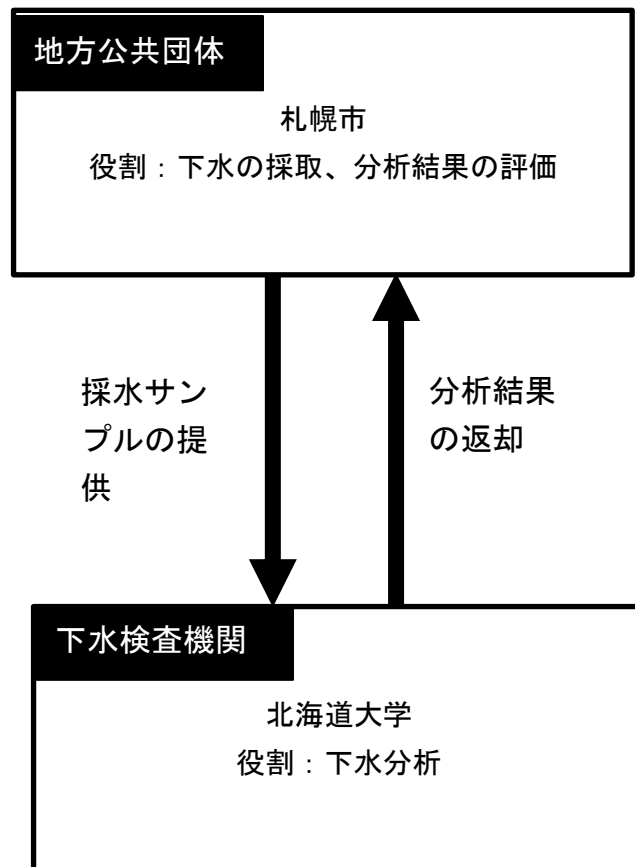 地方公共団体
札幌市
役割：下水の採取、分析結果の評価
採水サン
プルの提
供
分析結果
の返却
下水検査機関
北海道大学
役割：下水分析